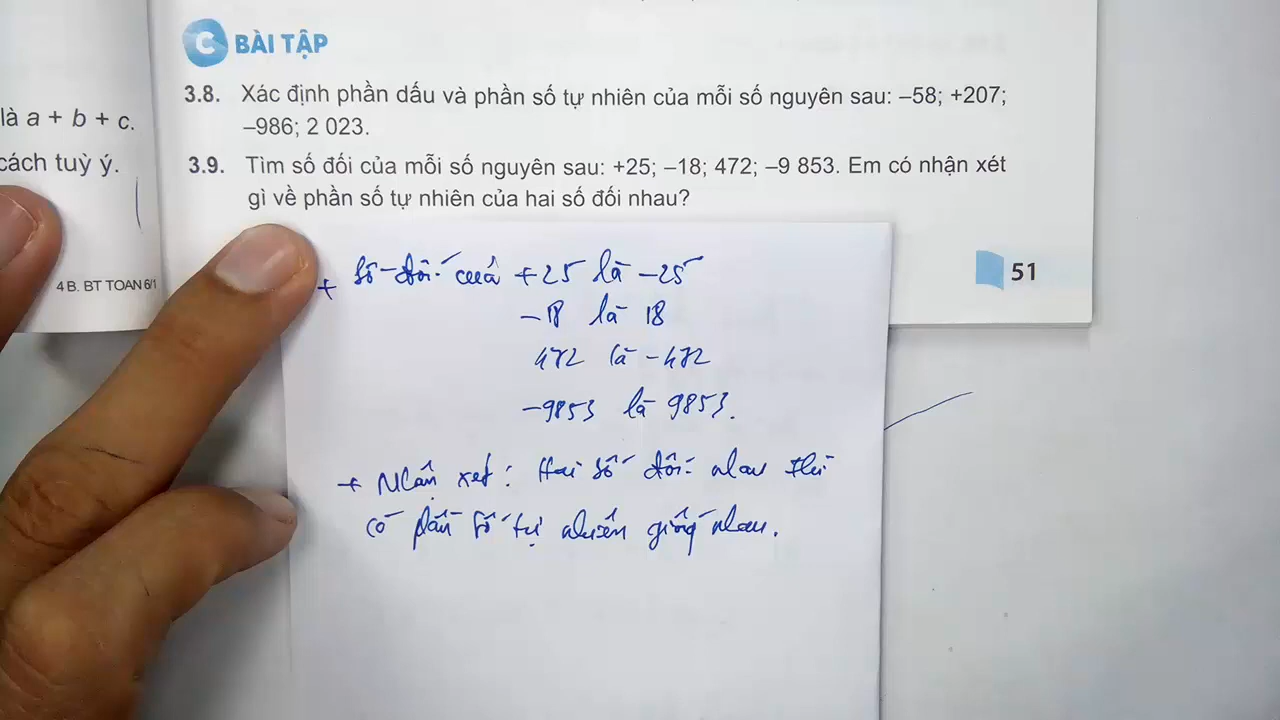 C BÀI TẬP
3.8. Xác định phần dấu và phần số tự nhiên của mỗi số nguyên sau: –58; +207;
–986; 2 023.
là a + b + c.
cách tuỳ ý.
3.9. Tìm số đối của mỗi số nguyên sau: +25; –18; 472; –9 853. Em có nhận xét
gì về phần số tự nhiên của hai số đối nhau?
4 B. BT TOAN 6/1
51
+ Số đối của +25 là -25
-18 là 18
472 là -472
-9853 là 9853.
+ Nhận xét: Hai số đối nhau thì
có phần số tự nhiên giống nhau.